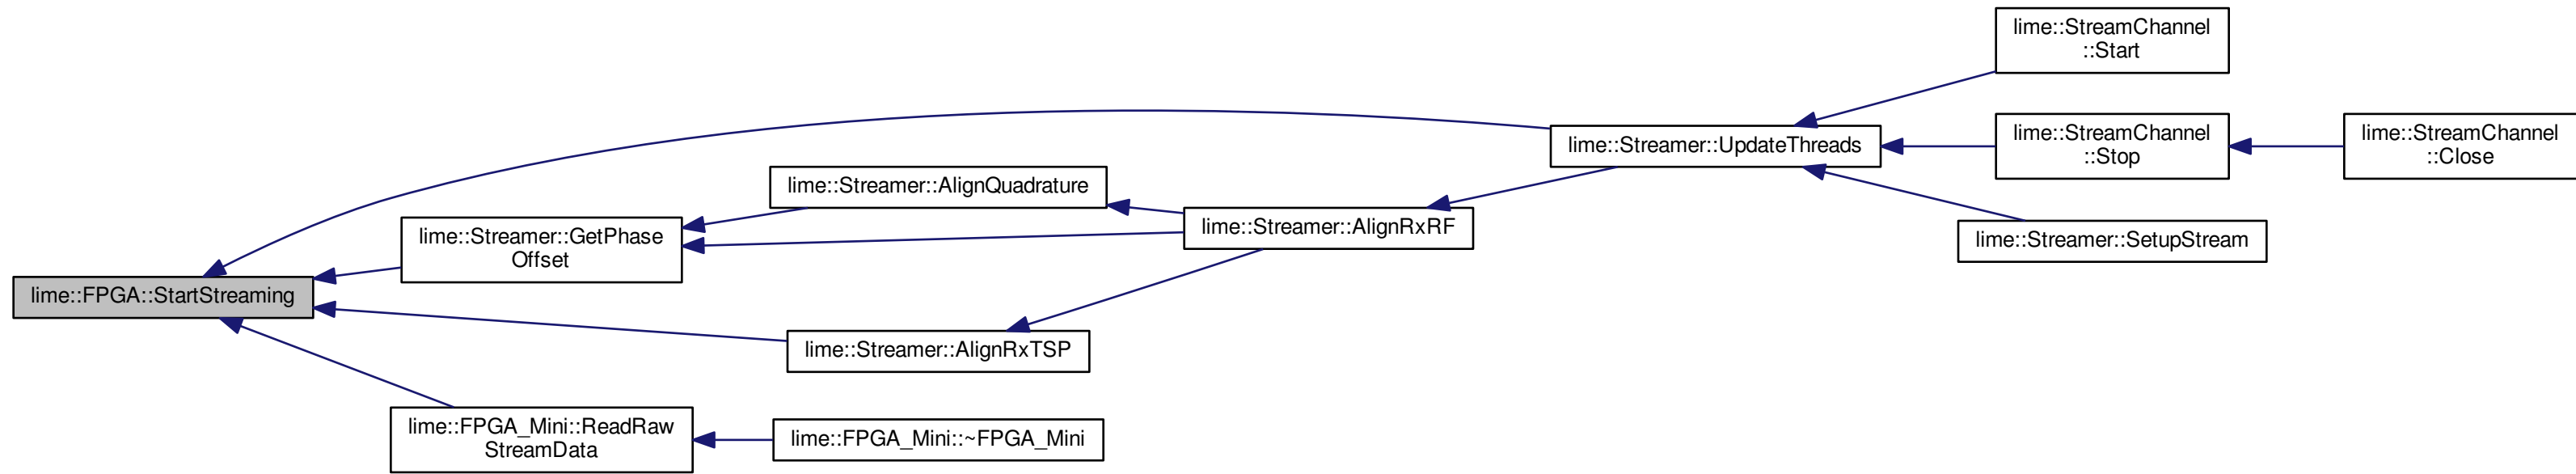 lime::StreamChannel
::Start
lime::Streamer::UpdateThreads
lime::StreamChannel
::Stop
lime::StreamChannel
::Close
lime::Streamer::AlignQuadrature
lime::Streamer::GetPhase
Offset
lime::Streamer::AlignRxRF
lime::Streamer::SetupStream
lime::FPGA::StartStreaming
lime::Streamer::AlignRxTSP
lime::FPGA_Mini::ReadRaw
StreamData
lime::FPGA_Mini::~FPGA_Mini